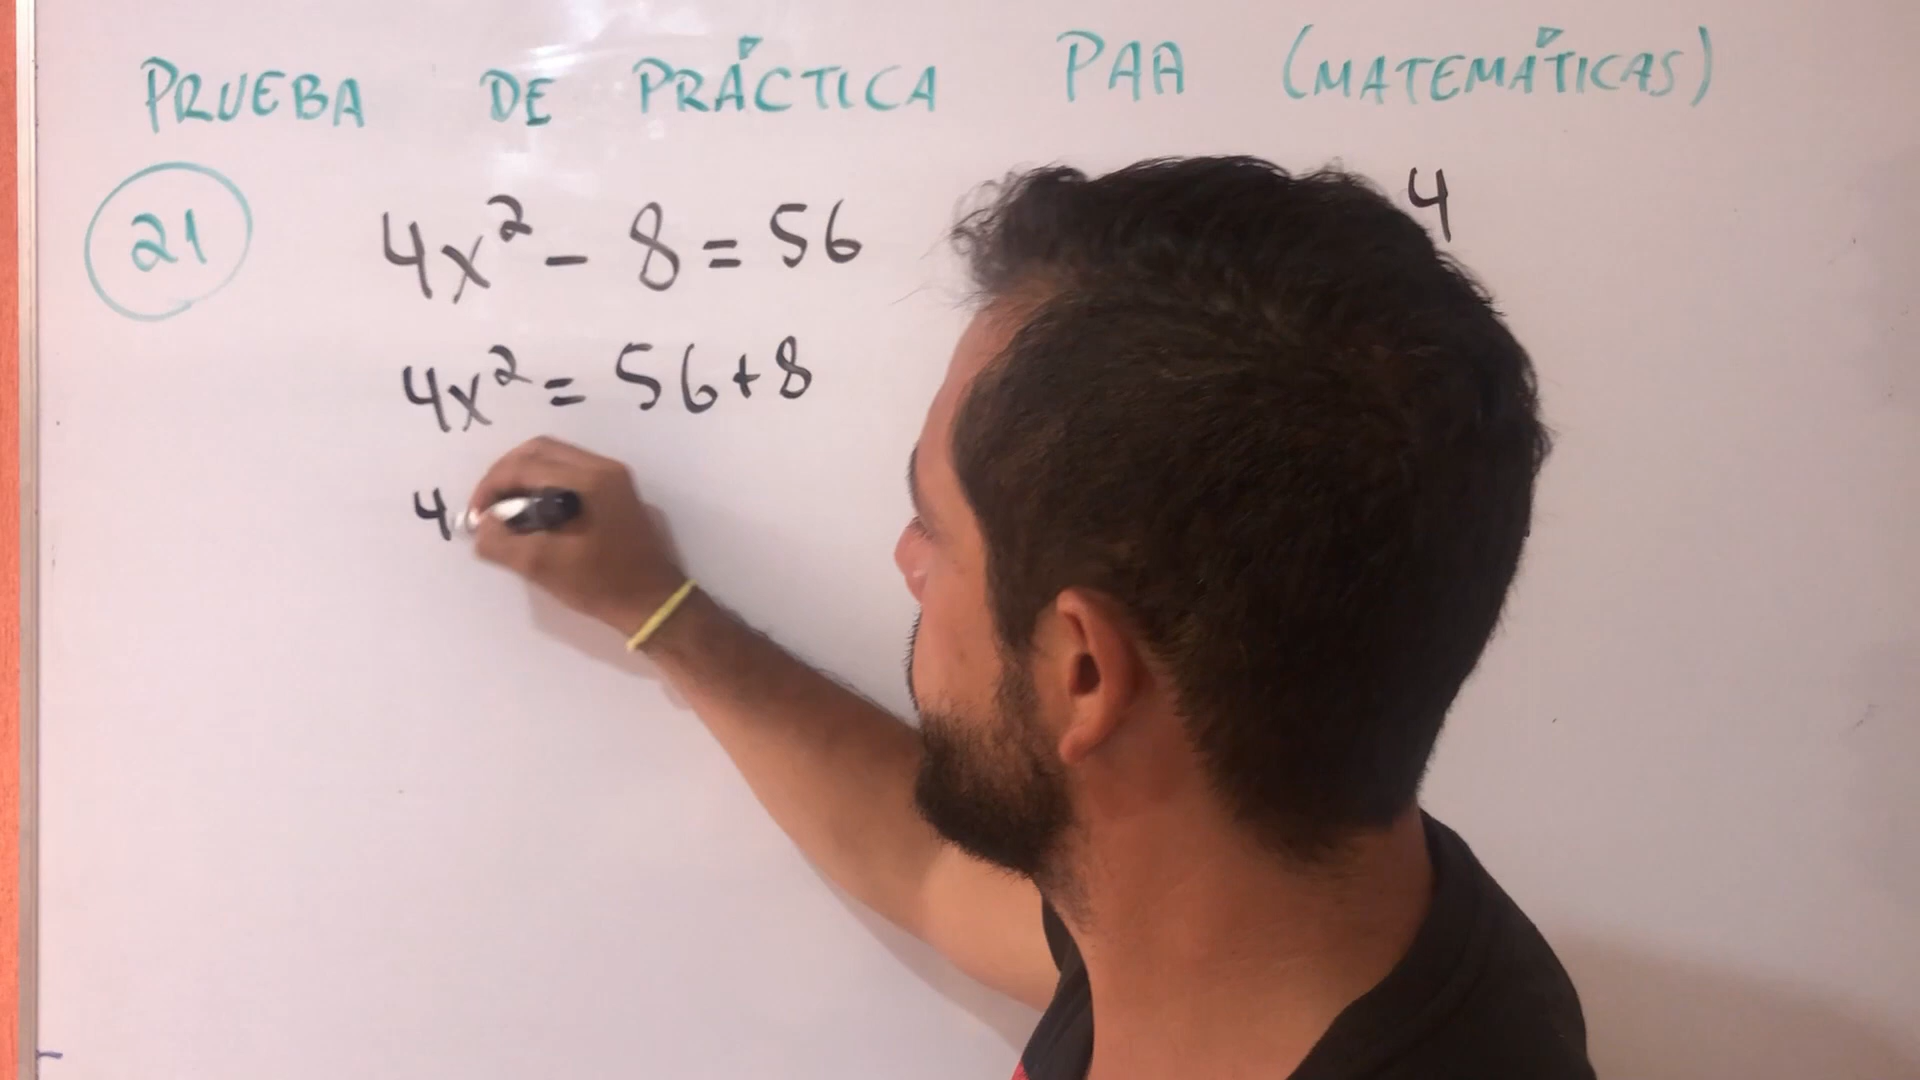 PRUEBA DE PRÁCTICA PAA (MATEMÁTICAS)
21
4x² - 8 = 56
4
4x² = 56+8
4